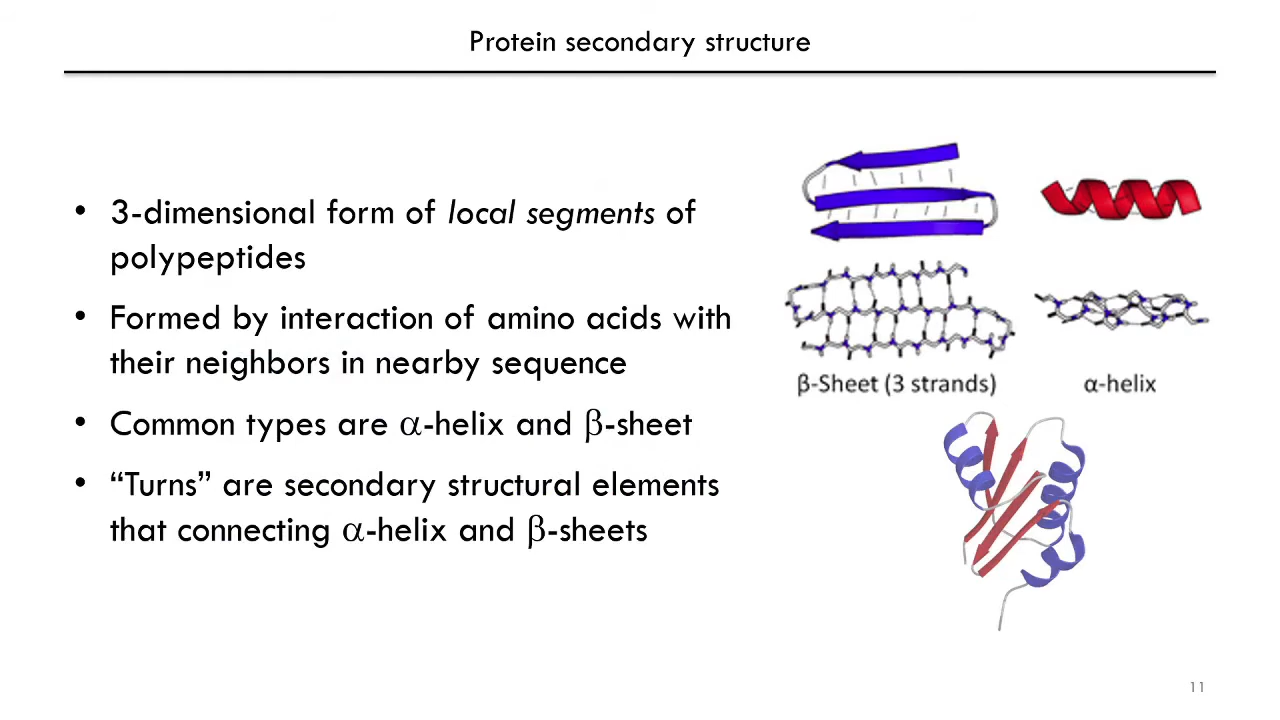 Protein secondary structure
• 3-dimensional form of local segments of
polypeptides
• Formed by interaction of amino acids with
their neighbors in nearby sequence
• Common types are α-helix and β-sheet
• “Turns” are secondary structural elements
that connecting α-helix and β-sheets
β-Sheet (3 strands)
α-helix
11